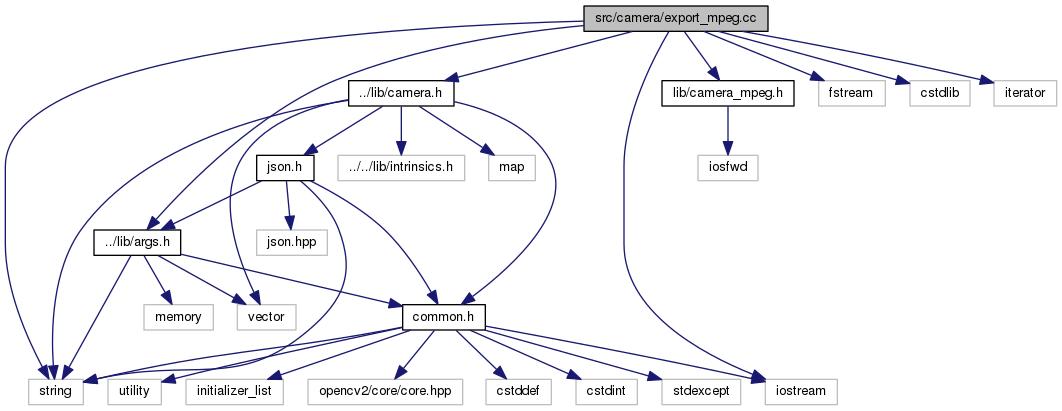 src/camera/export_mpeg.cc
../lib/camera.h
lib/camera_mpeg.h
fstream
cstdlib
iterator
json.h
../../lib/intrinsics.h
map
iosfwd
../lib/args.h
json.hpp
memory
vector
common.h
string
utility
initializer_list
opencv2/core/core.hpp
cstddef
cstdint
stdexcept
iostream